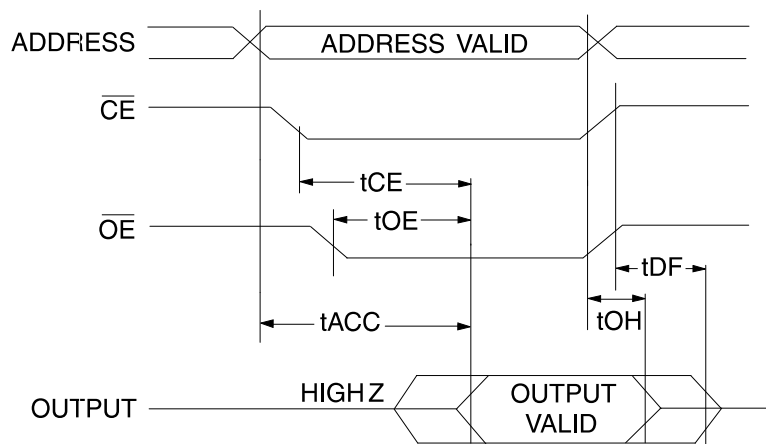 ADDRESS
ADDRESS VALID
CE
tCE
tOE
OE
tDF
tACC
tOH
HIGH Z
OUTPUT
OUTPUT
VALID